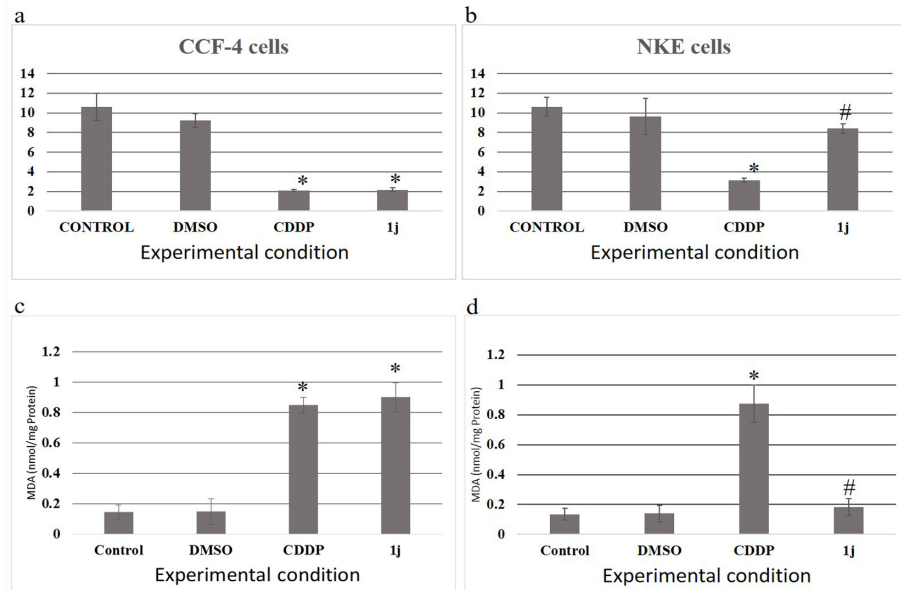 a
CCF-4 cells
14
12
10
8
6
4
2
0
*
*
CONTROL DMSO CDDP 1j
Experimental condition
b
NKE cells
14
12
10
8
6
4
2
0
*
#
CONTROL DMSO CDDP 1j
Experimental condition
c
MDA (nmol/mg Protein)
1.2
1
0.8
0.6
0.4
0.2
0
*
*
Control DMSO CDDP 1j
Experimental condition
d
MDA (nmol/mg Protein)
1.2
1
0.8
0.6
0.4
0.2
0
*
#
Control DMSO CDDP 1j
Experimental condition